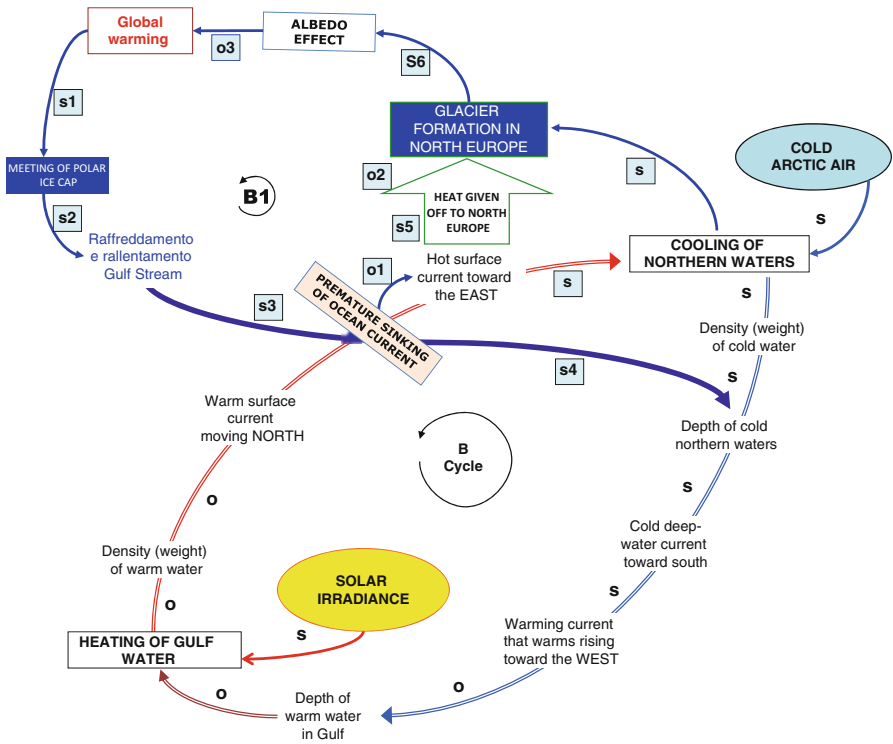 Global
warming
o3
ALBEDO
EFFECT
S6
s1
GLACIER
FORMATION IN
NORTH EUROPE
COLD
ARCTIC AIR
MEETING OF POLAR
ICE CAP
B1
o2
s
s
HEAT GIVEN
OFF TO NORTH
EUROPE
s2
s5
Raffreddamento
e rallentamento
Gulf Stream
COOLING OF
NORTHERN WATERS
o1
Hot surface
current toward
the EAST
s
s
s3
PREMATURE SINKING
OF OCEAN CURRENT
Density (weight)
of cold water
s4
s
Warm surface
current
moving NORTH
Depth of cold
northern waters
B
Cycle
s
o
Cold deep-
water current
toward south
Density (weight)
of warm water
s
SOLAR
IRRADIANCE
o
s
Warming current
that warms rising
toward the WEST
HEATING OF GULF
WATER
o
o
Depth of
warm water
in Gulf